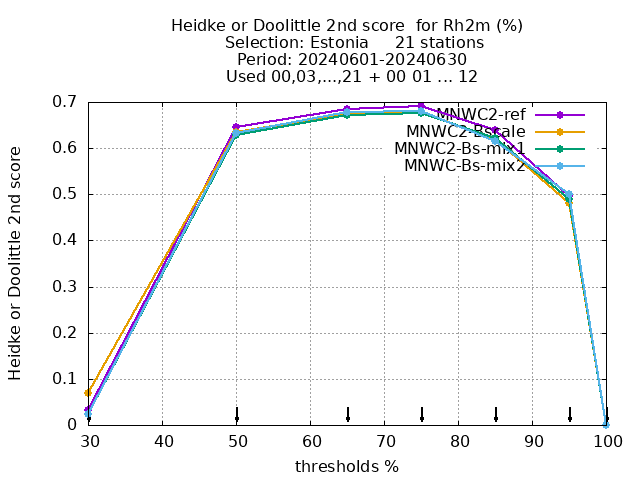 Heidke or Doolittle 2nd score  for Rh2m (%)
Selection: Estonia     21 stations
Period: 20240601-20240630
Used 00,03,...,21 + 00 01 ... 12
Heidke or Doolittle 2nd score
0.7
0.6
0.5
0.4
0.3
0.2
0.1
0
MNWC2-ref
MNWC2-Bscale
MNWC2-Bs-mix1
MNWC-Bs-mix2
30 40 50 60 70 80 90 100
thresholds %